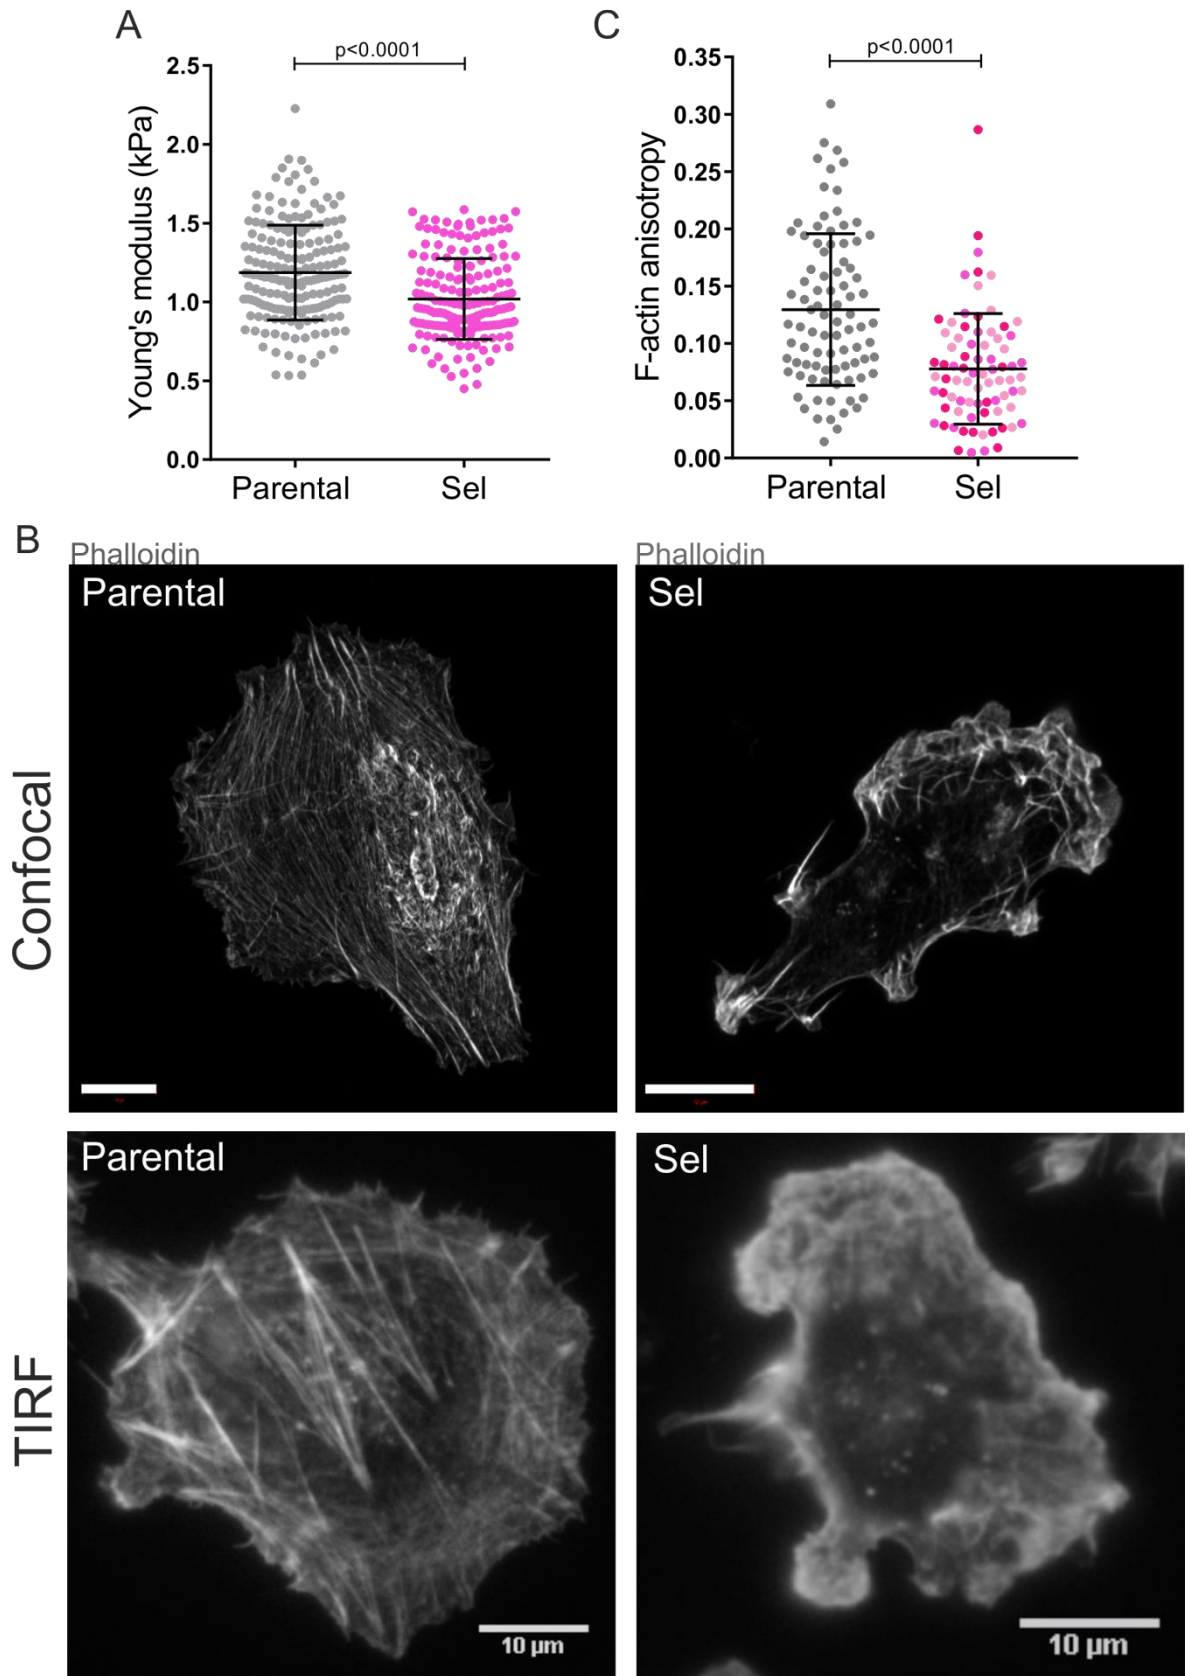 A
p<0.0001
Young's modulus (kPa)
2.5
2.0
1.5
1.0
0.5
0.0
Parental
Sel
C
p<0.0001
F-actin anisotropy
0.35
0.30
0.25
0.20
0.15
0.10
0.05
0.00
Parental
Sel
B
Phalloidin
Phalloidin
Confocal
Parental
Sel
TIRF
Parental
Sel
10 µm
10 µm